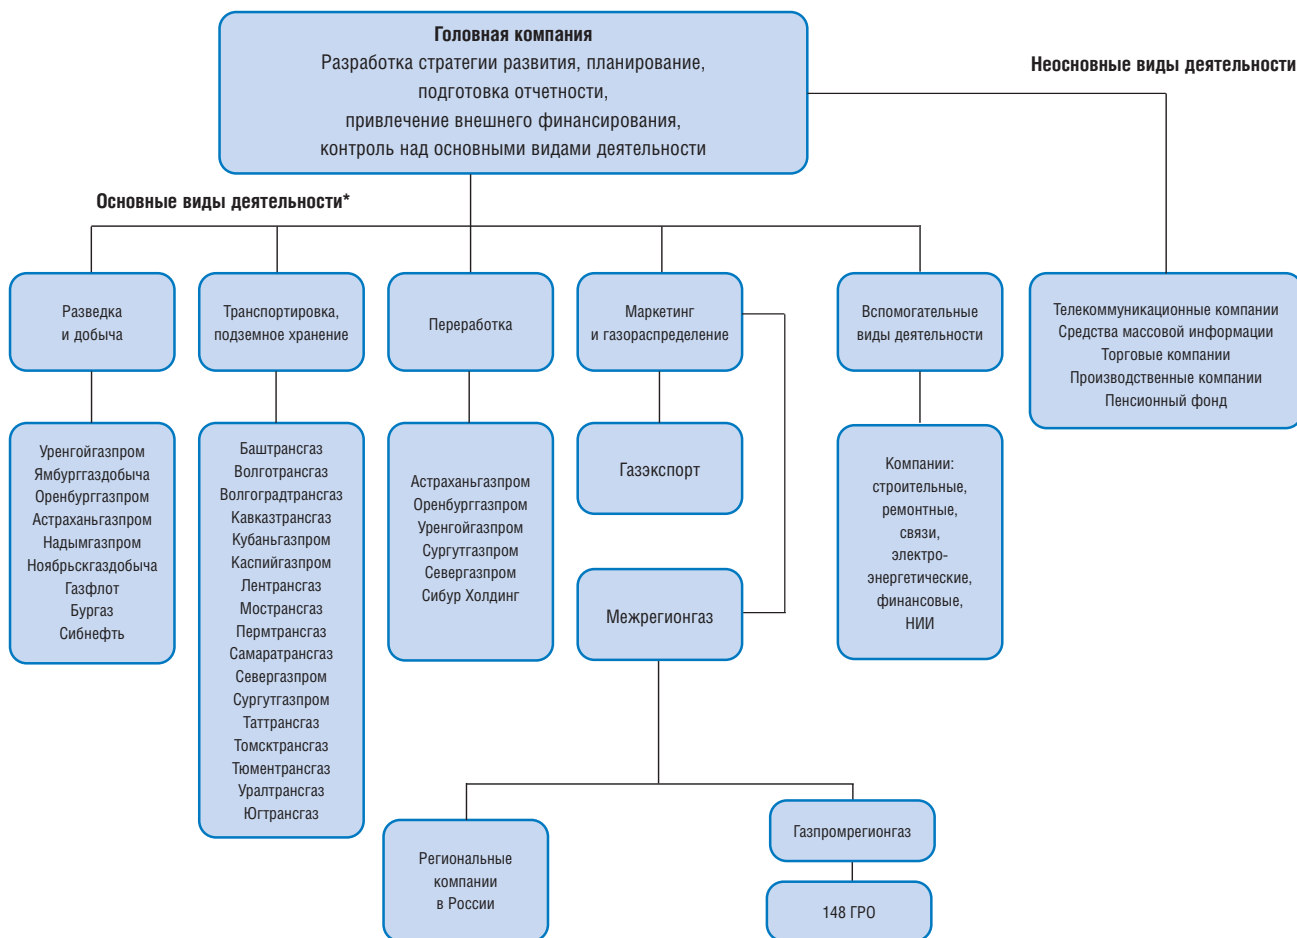 Головная компания
Разработка стратегии развития, планирование,
подготовка отчетности,
привлечение внешнего финансирования,
контроль над основными видами деятельности
Неосновные виды деятельности
Основные виды деятельности*
Разведка
и добыча
Транспортировка,
подземное хранение
Переработка
Маркетинг
и газораспределение
Вспомогательные
виды деятельности
Телекоммуникационные компании
Средства массовой информации
Торговые компании
Производственные компании
Пенсионный фонд
Уренгойгазпром
Ямбурггаздобыча
Оренбурггазпром
Астраханьгазпром
Надымгазпром
Ноябрьскгаздобыча
Газфлот
Бургаз
Сибнефть
Баштрансгаз
Волготрансгаз
Волгоградтрансгаз
Кавказтрансгаз
Кубаньгазпром
Каспийгазпром
Лентрансгаз
Мострансгаз
Пермтрансгаз
Самаратрансгаз
Севергазпром
Сургутгазпром
Таттрансгаз
Томсктрансгаз
Тюментрансгаз
Уралтрансгаз
Югтрансгаз
Астраханьгазпром
Оренбурггазпром
Уренгойгазпром
Сургутгазпром
Севергазпром
Сибур Холдинг
Газэкспорт
Межрегионгаз
Компании:
строительные,
ремонтные,
связи,
электро-
энергетические,
финансовые,
НИИ
Региональные
компании
в России
Газпромрегионгаз
148 ГРО